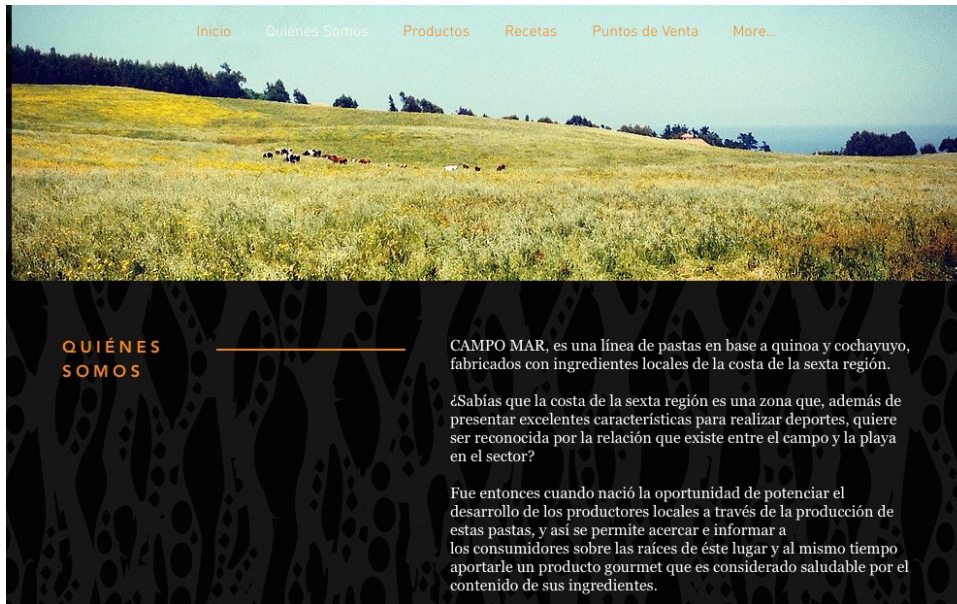 Inicio Quiénes Somos Productos Recetas Puntos de Venta More...
QUIÉNES
SOMOS
CAMPO MAR, es una línea de pastas en base a quinoa y cochayuyo,
fabricados con ingredientes locales de la costa de la sexta región.
¿Sabías que la costa de la sexta región es una zona que, además de
presentar excelentes características para realizar deportes, quiere
ser reconocida por la relación que existe entre el campo y la playa
en el sector?
Fue entonces cuando nació la oportunidad de potenciar el
desarrollo de los productores locales a través de la producción de
estas pastas, y así se permite acercar e informar a
los consumidores sobre las raíces de éste lugar y al mismo tiempo
aportarle un producto gourmet que es considerado saludable por el
contenido de sus ingredientes.